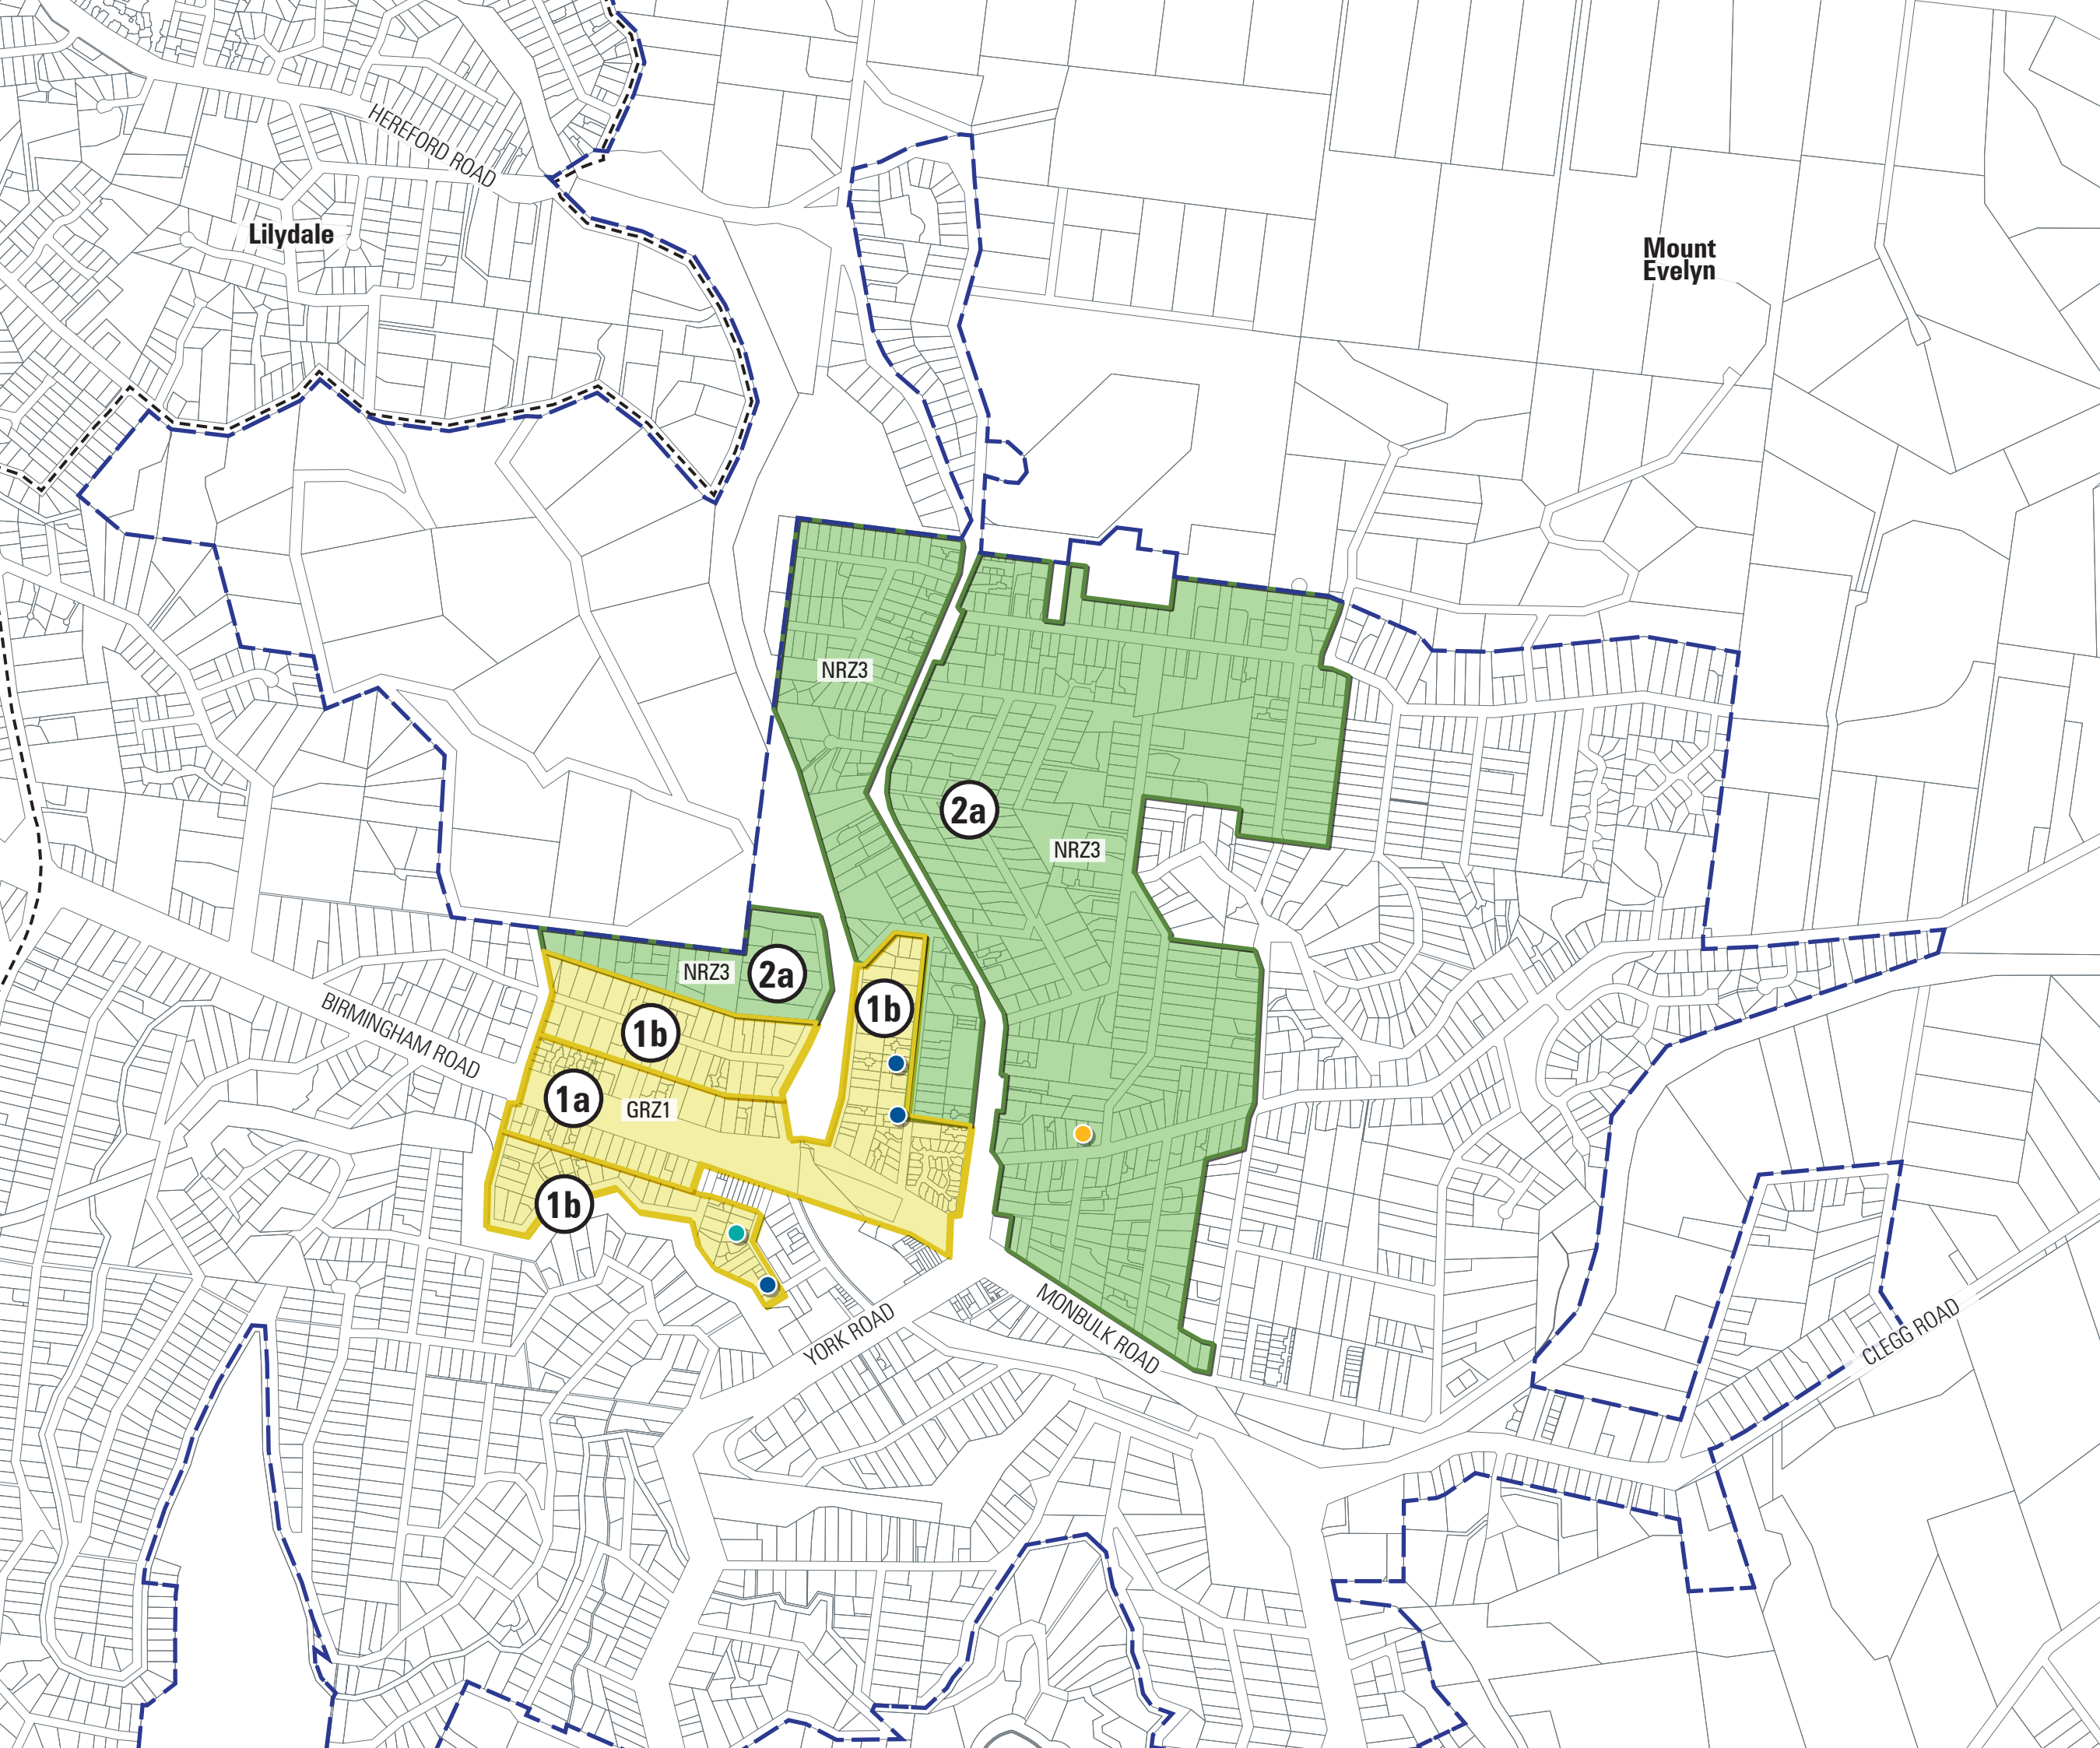 HEREFORD ROAD
Lilydale
Mount
Evelyn
NRZ3
2a
NRZ3
NRZ3
2a
1b
1b
BIRMINGHAM ROAD
1a
GRZ1
1b
YORK ROAD
MONBULK ROAD
CLEGG ROAD